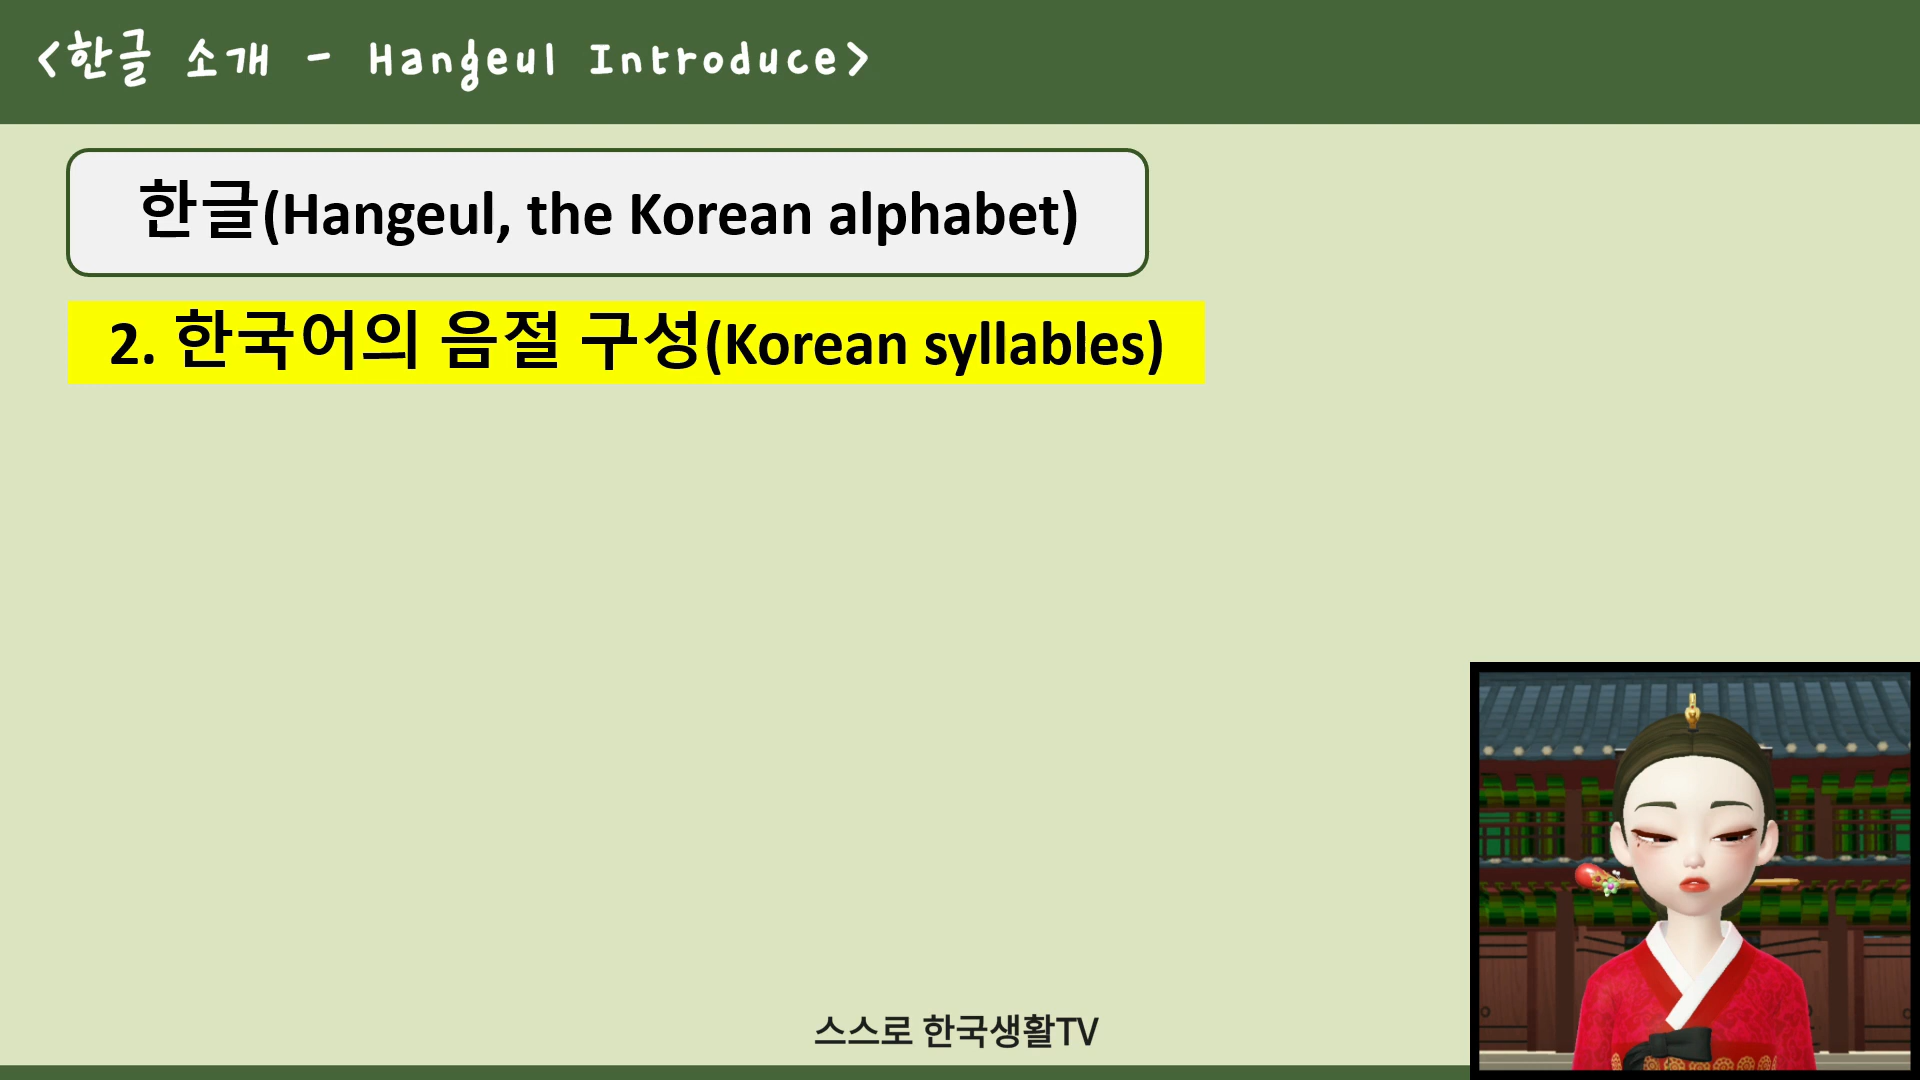 <한글 소개 - Hangeul Introduce>
한글(Hangeul, the Korean alphabet)
2. 한국어의 음절 구성(Korean syllables)
스스로 한국생활TV